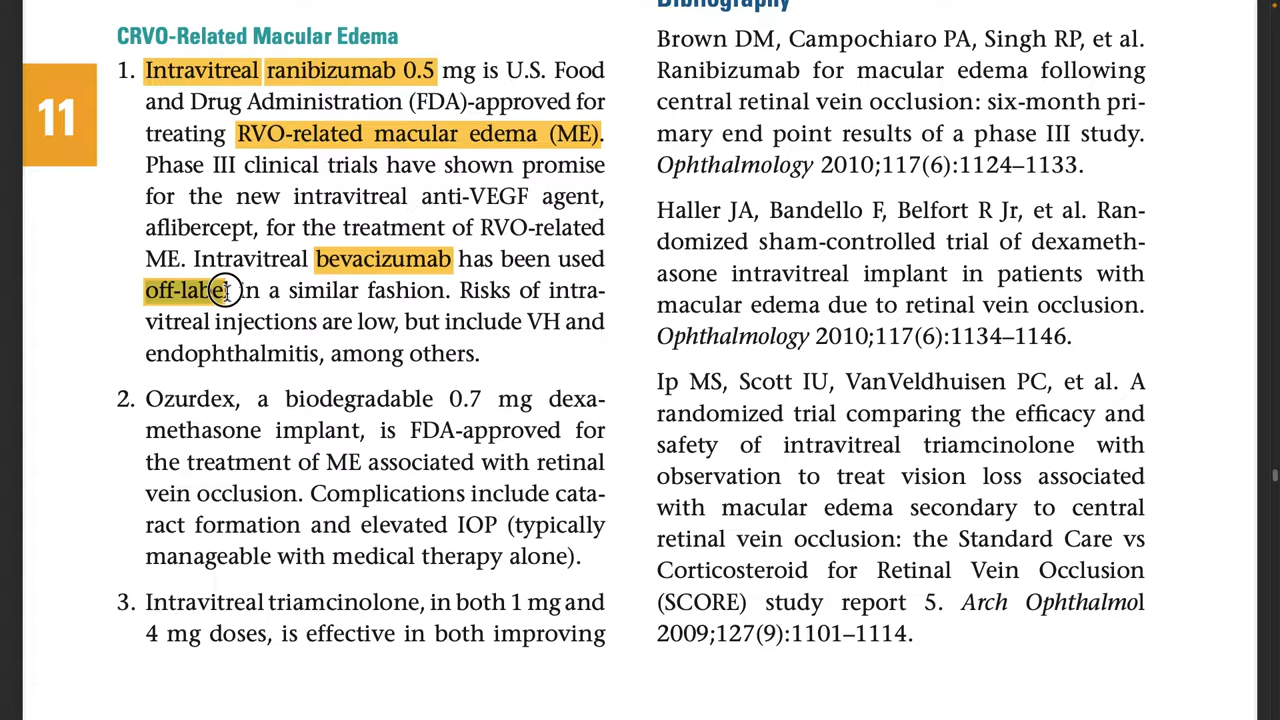 CRVO-Related Macular Edema
1. Intravitreal ranibizumab 0.5 mg is U.S. Food
and Drug Administration (FDA)-approved for
treating RVO-related macular edema (ME).
Phase III clinical trials have shown promise
for the new intravitreal anti-VEGF agent,
aflibercept, for the treatment of RVO-related
ME. Intravitreal bevacizumab has been used
off-label in a similar fashion. Risks of intra-
vitreal injections are low, but include VH and
endophthalmitis, among others.
2. Ozurdex, a biodegradable 0.7 mg dexa-
methasone implant, is FDA-approved for
the treatment of ME associated with retinal
vein occlusion. Complications include cata-
ract formation and elevated IOP (typically
manageable with medical therapy alone).
3. Intravitreal triamcinolone, in both 1 mg and
4 mg doses, is effective in both improving
11
Bibliography
Brown DM, Campochiaro PA, Singh RP, et al.
Ranibizumab for macular edema following
central retinal vein occlusion: six-month pri-
mary end point results of a phase III study.
Ophthalmology 2010;117(6):1124–1133.
Haller JA, Bandello F, Belfort R Jr, et al. Ran-
domized sham-controlled trial of dexameth-
asone intravitreal implant in patients with
macular edema due to retinal vein occlusion.
Ophthalmology 2010;117(6):1134–1146.
Ip MS, Scott IU, VanVeldhuisen PC, et al. A
randomized trial comparing the efficacy and
safety of intravitreal triamcinolone with
observation to treat vision loss associated
with macular edema secondary to central
retinal vein occlusion: the Standard Care vs
Corticosteroid for Retinal Vein Occlusion
(SCORE) study report 5. Arch Ophthalmol
2009;127(9):1101–1114.